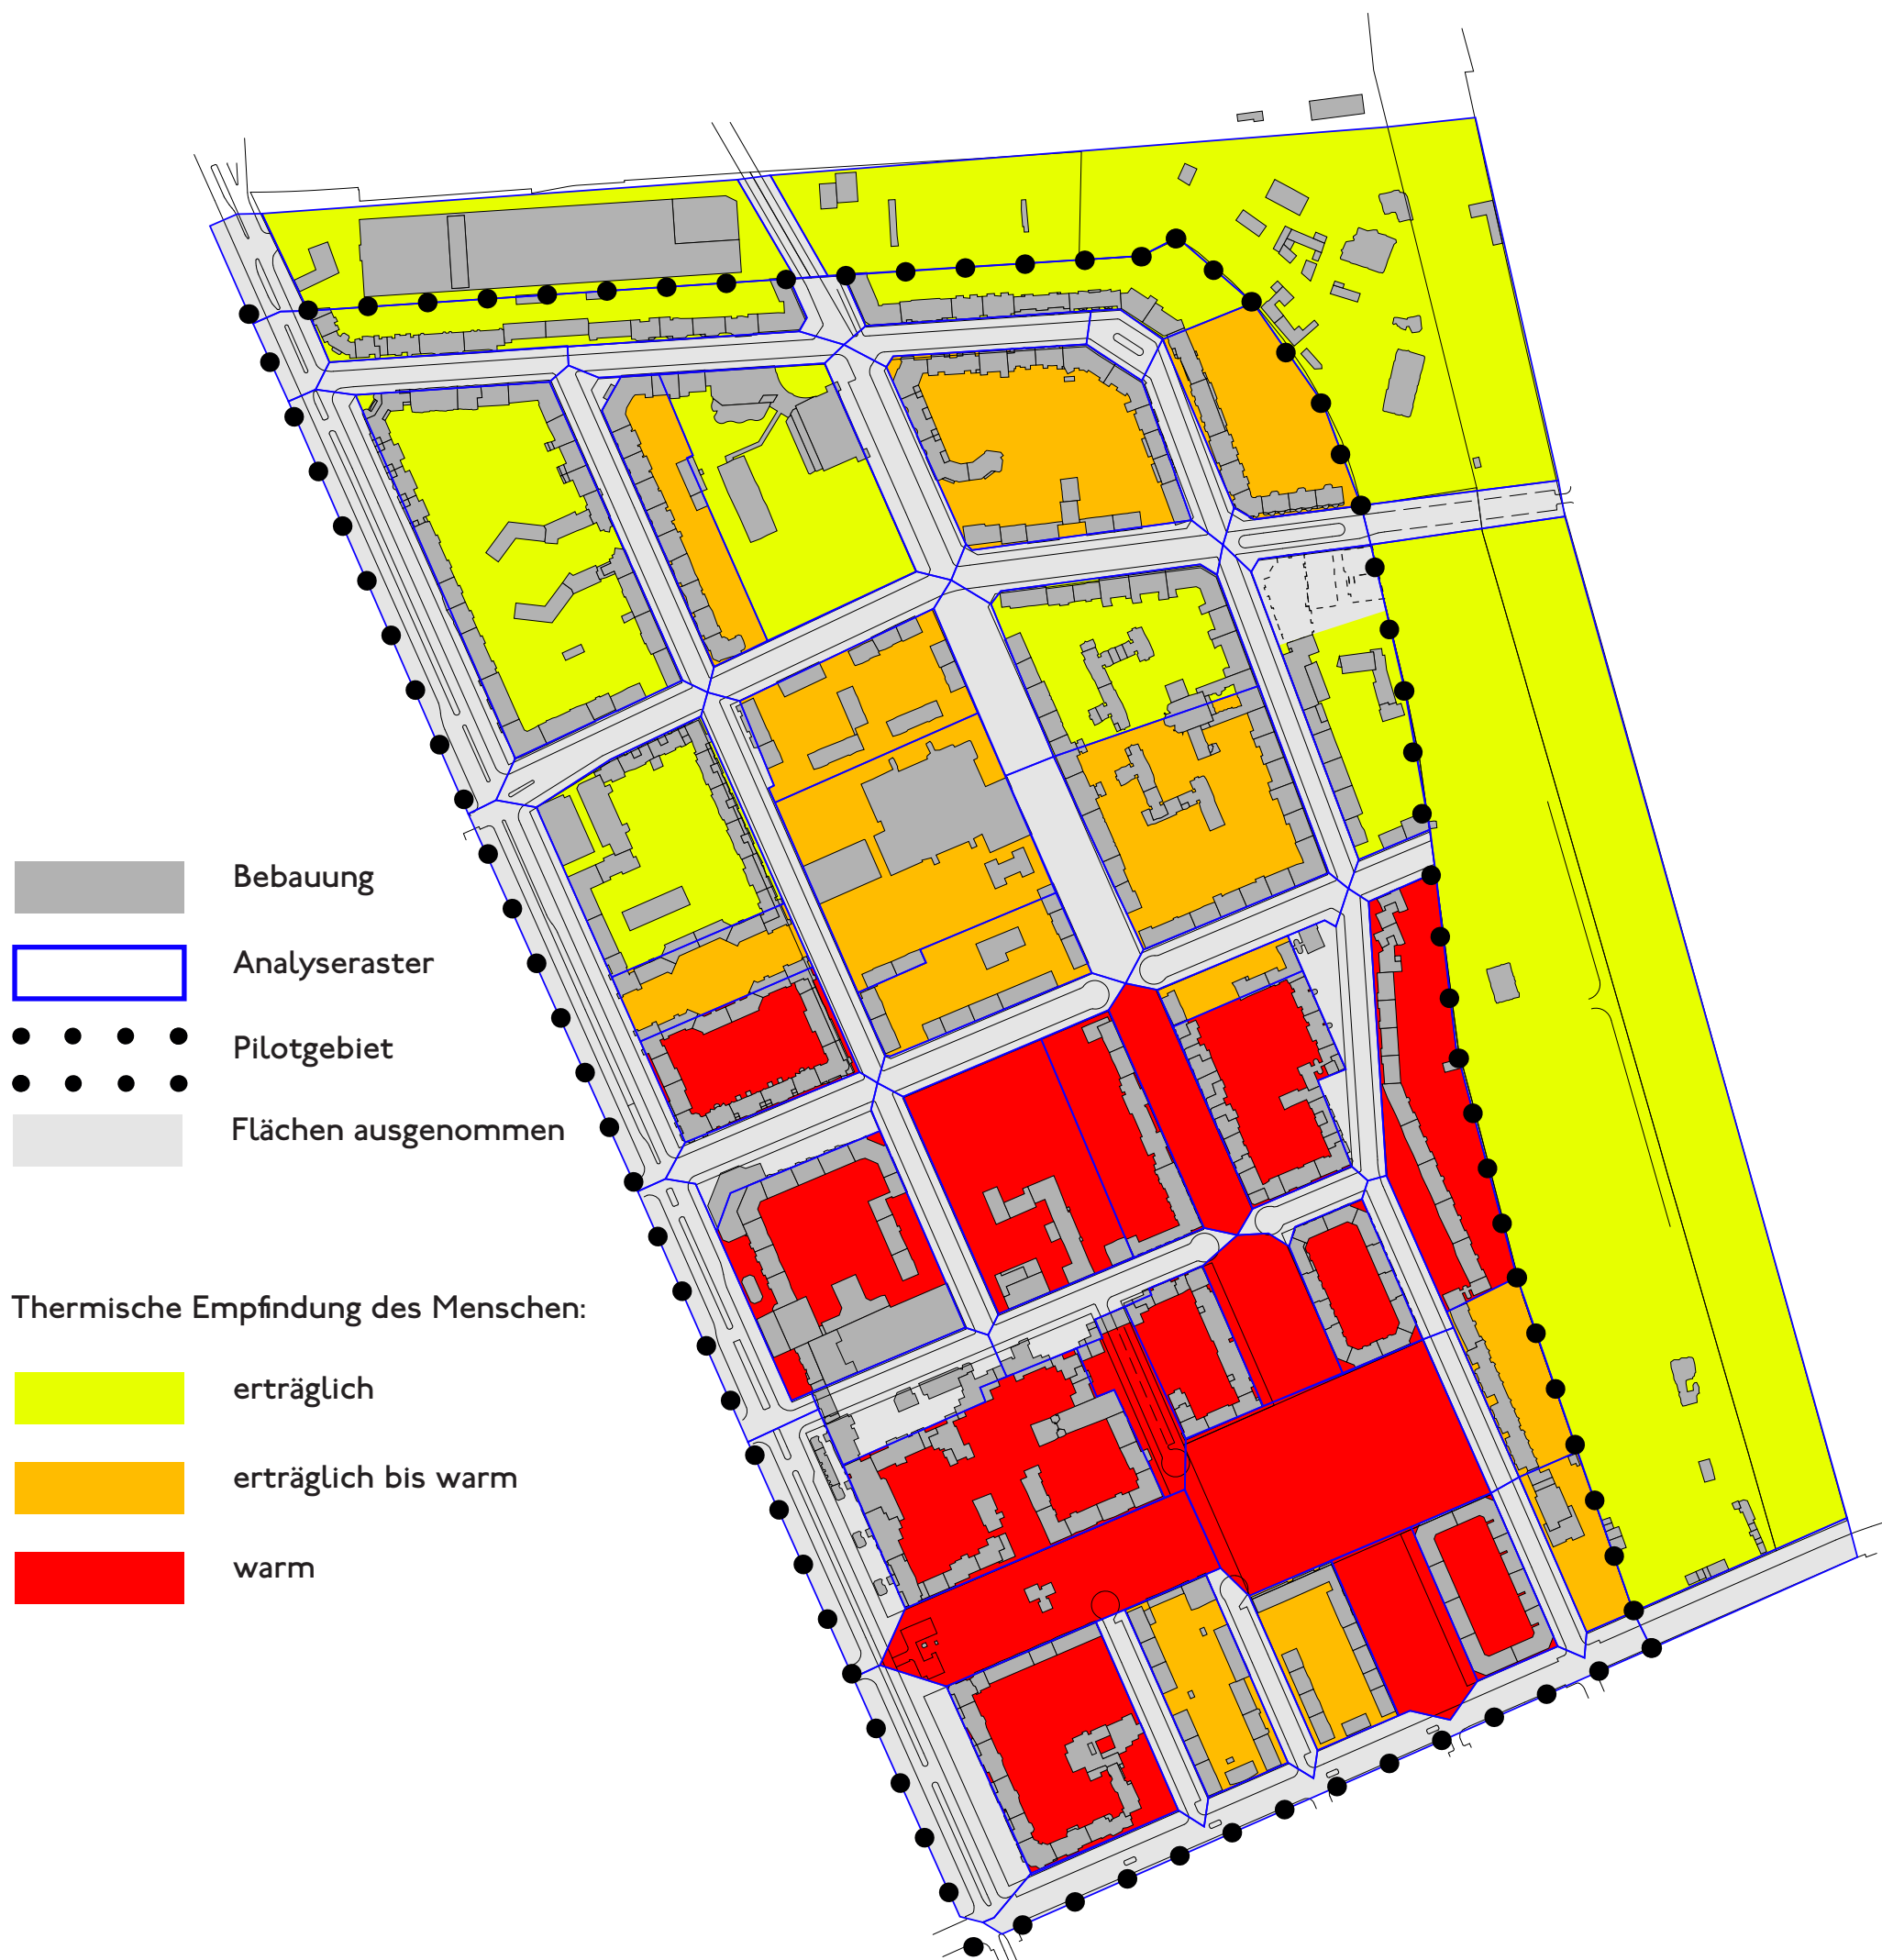 Bebauung
Analyseraster
Pilotgebiet
Flächen ausgenommen
Thermische Empfindung des Menschen:
erträglich
erträglich bis warm
warm